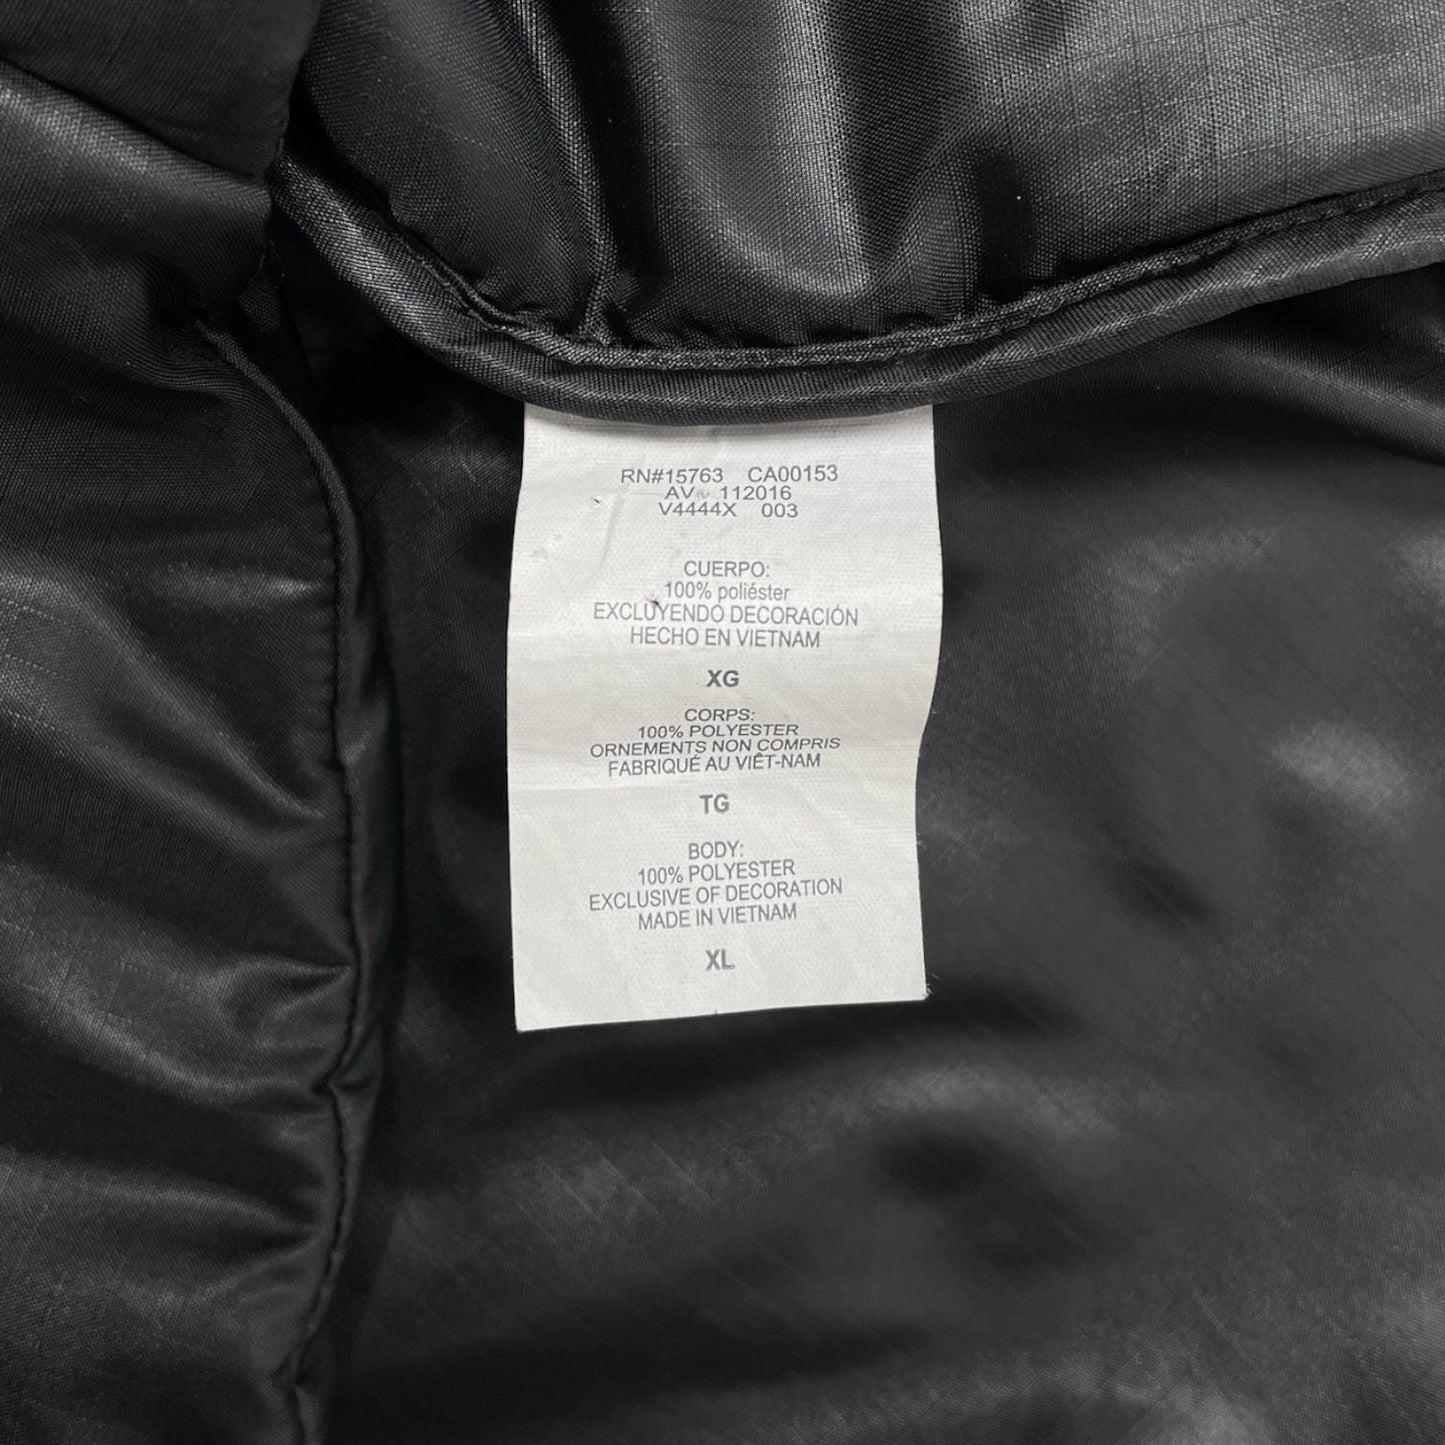 RN#15763 CA00153
AV 112016
V4444X 003
CUERPO:
100% poliéster
EXCLUYENDO DECORACIÓN
HECHO EN VIETNAM
XG
CORPS:
100% POLYESTER
ORNEMENTS NON COMPRIS
FABRIQUÉ AU VIÊT-NAM
TG
BODY:
100% POLYESTER
EXCLUSIVE OF DECORATION
MADE IN VIETNAM
XL